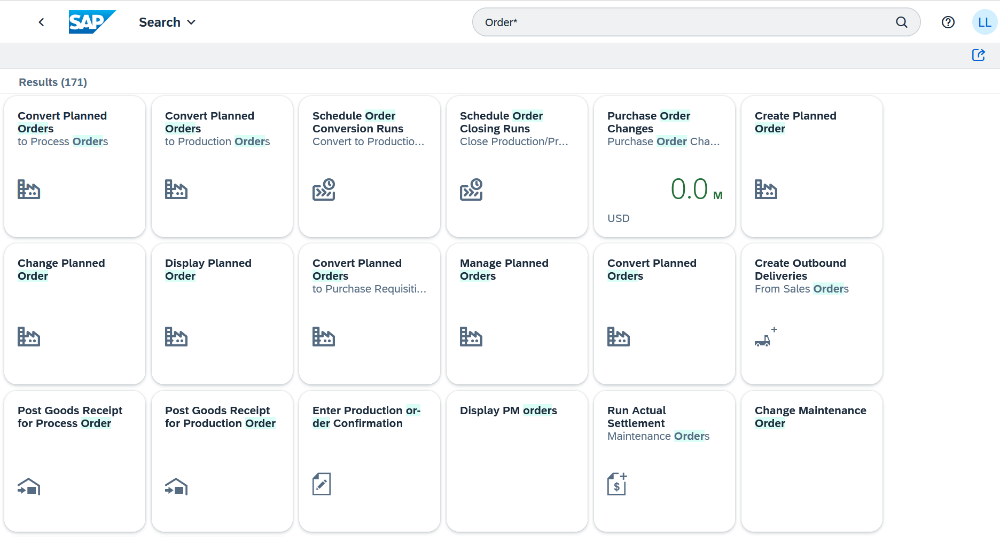 SAP
Search
Order*
LL
Results (171)
Convert Planned
Orders
to Process Orders
Convert Planned
Orders
to Production Orders
Schedule Order
Conversion Runs
Convert to Productio...
Schedule Order
Closing Runs
Close Production/Pr...
Purchase Order
Changes
Purchase Order Cha...
0.0 M
USD
Create Planned
Order
Change Planned
Order
Display Planned
Order
Convert Planned
Orders
to Purchase Requisiti...
Manage Planned
Orders
Convert Planned
Orders
Create Outbound
Deliveries
From Sales Orders
Post Goods Receipt
for Process Order
Post Goods Receipt
for Production Order
Enter Production or-
der Confirmation
Display PM orders
Run Actual
Settlement
Maintenance Orders
Change Maintenance
Order